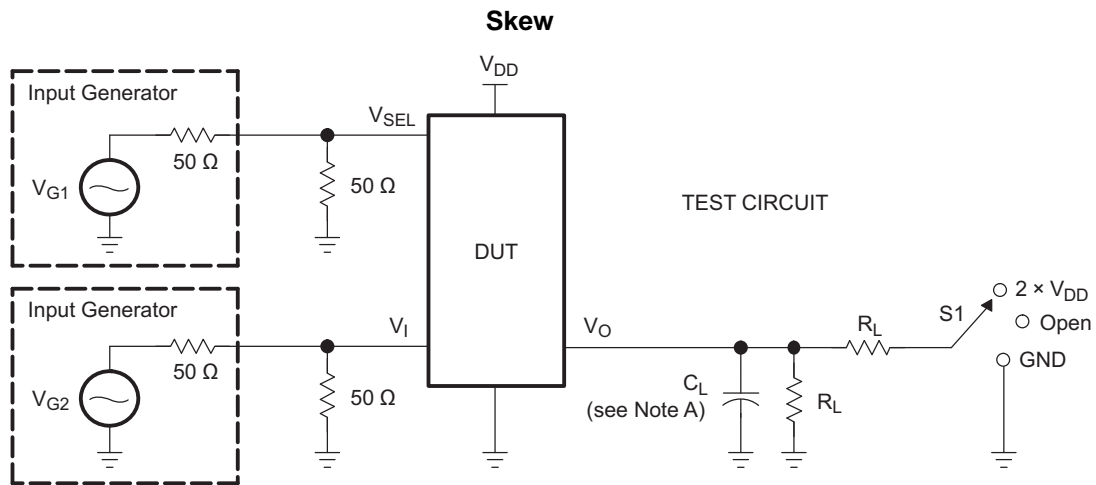 Skew
V_DD
Input Generator
V_SEL
50 Ω
V_G1
50 Ω
TEST CIRCUIT
DUT
Input Generator
V_I
V_O
50 Ω
V_G2
50 Ω
C_L
(see Note A)
R_L
R_L
S1
2 × V_DD
Open
GND